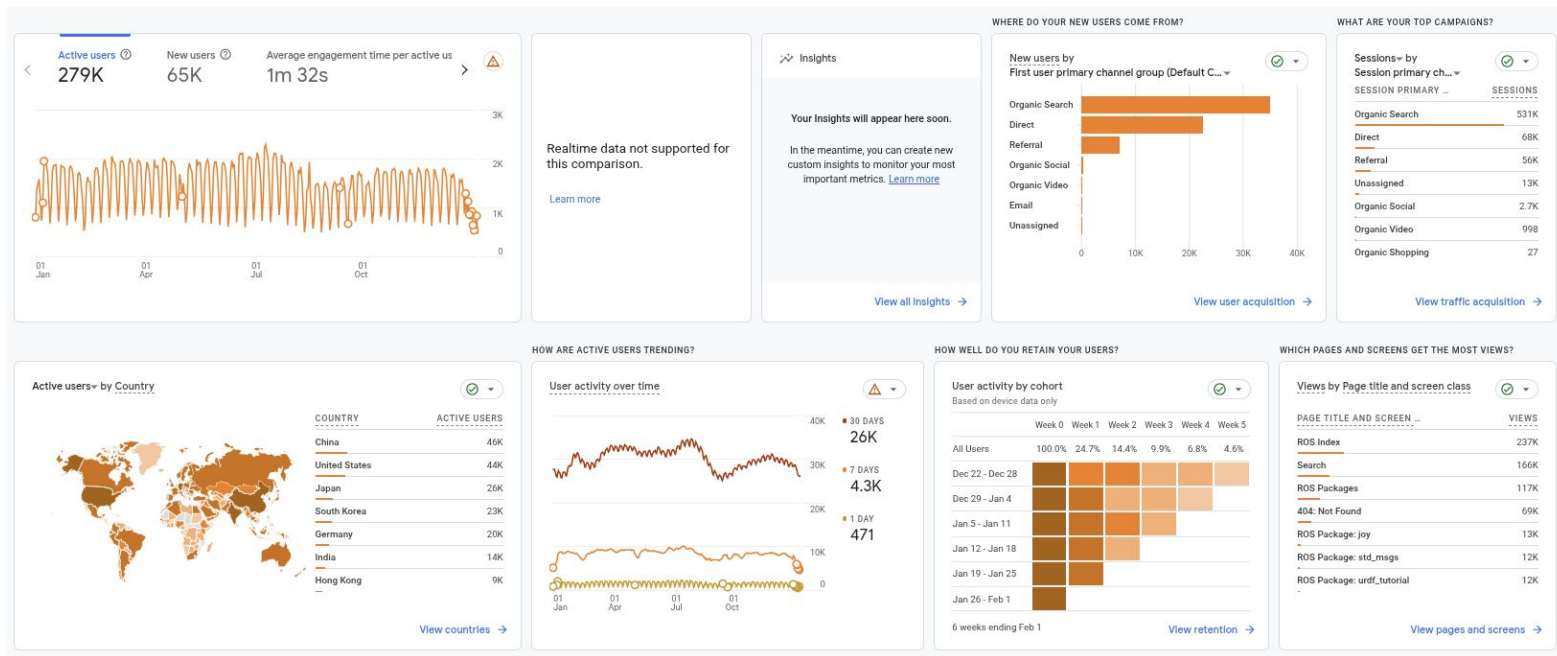 WHERE DO YOUR NEW USERS COME FROM?
WHAT ARE YOUR TOP CAMPAIGNS?
Active users
New users
Average engagement time per active us
279K
65K
1m 32s
3K
2K
1K
0
01 Jan
01 Apr
01 Jul
01 Oct
Realtime data not supported for
this comparison.
Learn more
Insights
Your Insights will appear here soon.
In the meantime, you can create new
custom insights to monitor your most
important metrics. Learn more
View all insights
New users by
First user primary channel group (Default C...
Organic Search
Direct
Referral
Organic Social
Organic Video
Email
Unassigned
0 10K 20K 30K 40K
View user acquisition
Sessions by
Session primary ch...
SESSION PRIMARY ... SESSIONS
Organic Search 531K
Direct 68K
Referral 56K
Unassigned 13K
Organic Social 2.7K
Organic Video 998
Organic Shopping 27
View traffic acquisition
Active users by Country
COUNTRY ACTIVE USERS
China 46K
United States 44K
Japan 26K
South Korea 23K
Germany 20K
India 14K
Hong Kong 9K
View countries
HOW ARE ACTIVE USERS TRENDING?
User activity over time
40K
30K
20K
10K
0
01 Jan
01 Apr
01 Jul
01 Oct
30 DAYS
26K
7 DAYS
4.3K
1 DAY
471
HOW WELL DO YOU RETAIN YOUR USERS?
User activity by cohort
Based on device data only
Week 0 Week 1 Week 2 Week 3 Week 4 Week 5
All Users 100.0% 24.7% 14.4% 9.9% 6.8% 4.6%
Dec 22 - Dec 28
Dec 29 - Jan 4
Jan 5 - Jan 11
Jan 12 - Jan 18
Jan 19 - Jan 25
Jan 26 - Feb 1
6 weeks ending Feb 1
View retention
WHICH PAGES AND SCREENS GET THE MOST VIEWS?
Views by Page title and screen class
PAGE TITLE AND SCREEN ... VIEWS
ROS Index 237K
Search 166K
ROS Packages 117K
404: Not Found 69K
ROS Package: joy 13K
ROS Package: std_msgs 12K
ROS Package: urdf_tutorial 12K
View pages and screens